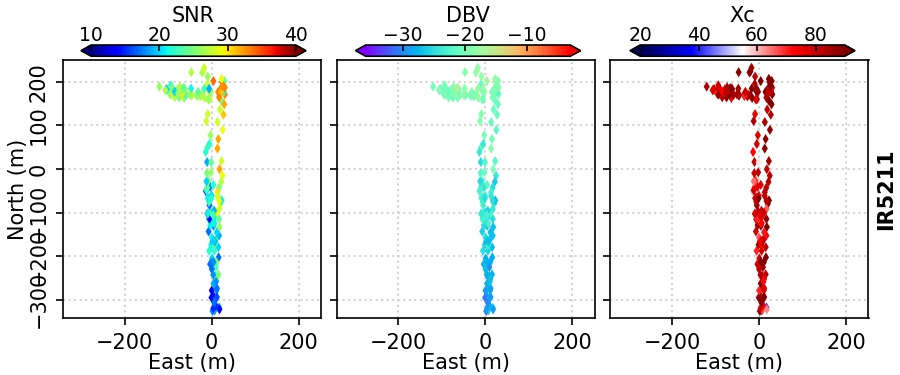 SNR DBV Xc
10 20 30 40 −30 −20 −10 20 40 60 80
200
100
0
−100
−200
−300
North (m)
−200 0 200 −200 0 200 −200 0 200
East (m) East (m) East (m)
IR5211